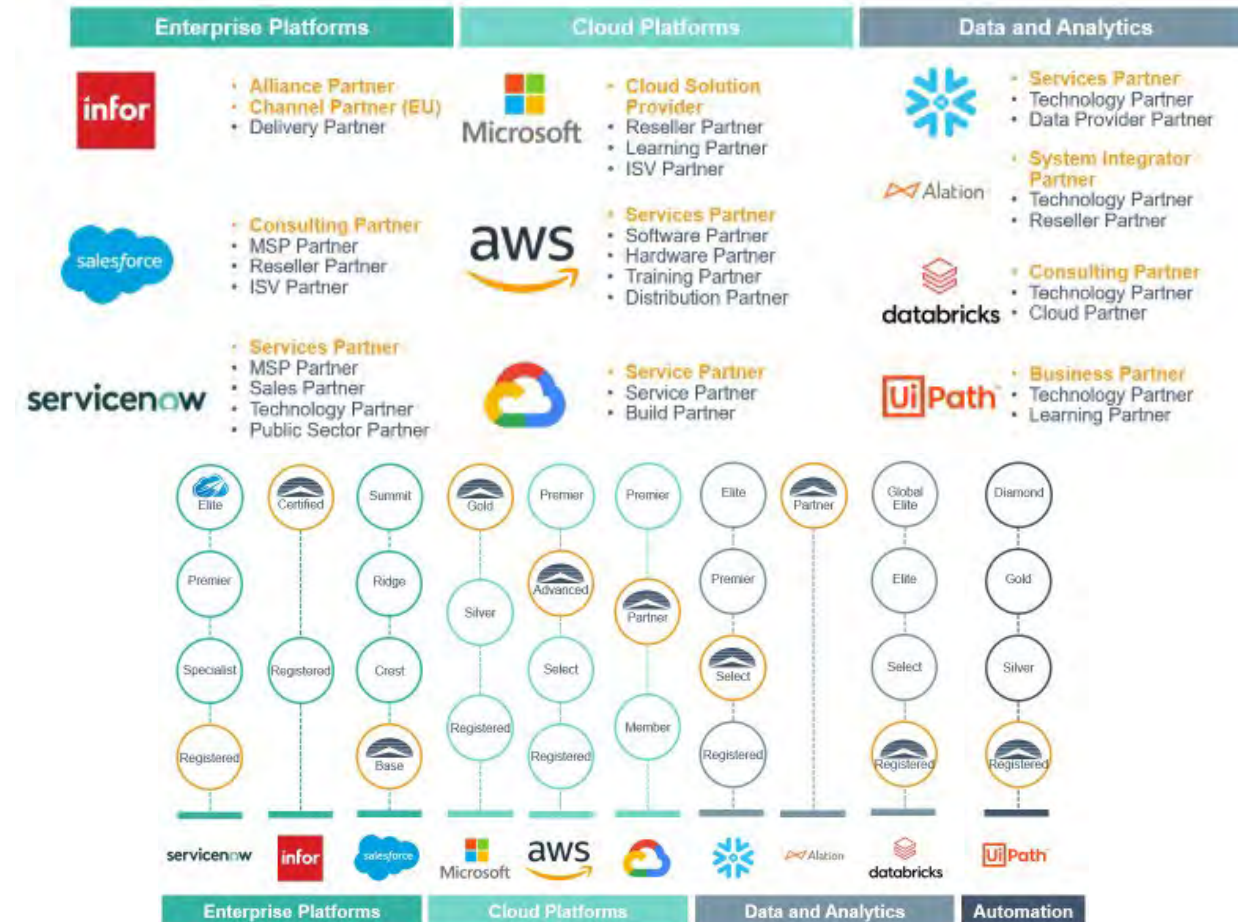 Enterprise Platforms
Cloud Platforms
Data and Analytics
infor
• Alliance Partner
• Channel Partner (EU)
• Delivery Partner
salesforce
• Consulting Partner
• MSP Partner
• Reseller Partner
• ISV Partner
servicenow
• Services Partner
• MSP Partner
• Sales Partner
• Technology Partner
• Public Sector Partner
Microsoft
• Cloud Solution
Provider
• Reseller Partner
• Learning Partner
• ISV Partner
aws
• Services Partner
• Software Partner
• Hardware Partner
• Training Partner
• Distribution Partner
• Service Partner
• Service Partner
• Build Partner
• Services Partner
• Technology Partner
• Data Provider Partner
Alation
• System Integrator
Partner
• Technology Partner
• Reseller Partner
databricks
• Consulting Partner
• Technology Partner
• Cloud Partner
UiPath
• Business Partner
• Technology Partner
• Learning Partner
Elite
Premier
Specialist
Registered
servicenow
Certified
Registered
infor
Summit
Ridge
Crest
Base
salesforce
Gold
Silver
Registered
Microsoft
Premier
Advanced
Select
Registered
aws
Premier
Partner
Member
Elite
Premier
Select
Registered
Partner
Alation
Global
Elite
Elite
Select
Registered
databricks
Diamond
Gold
Silver
Registered
UiPath
Enterprise Platforms
Cloud Platforms
Data and Analytics
Automation